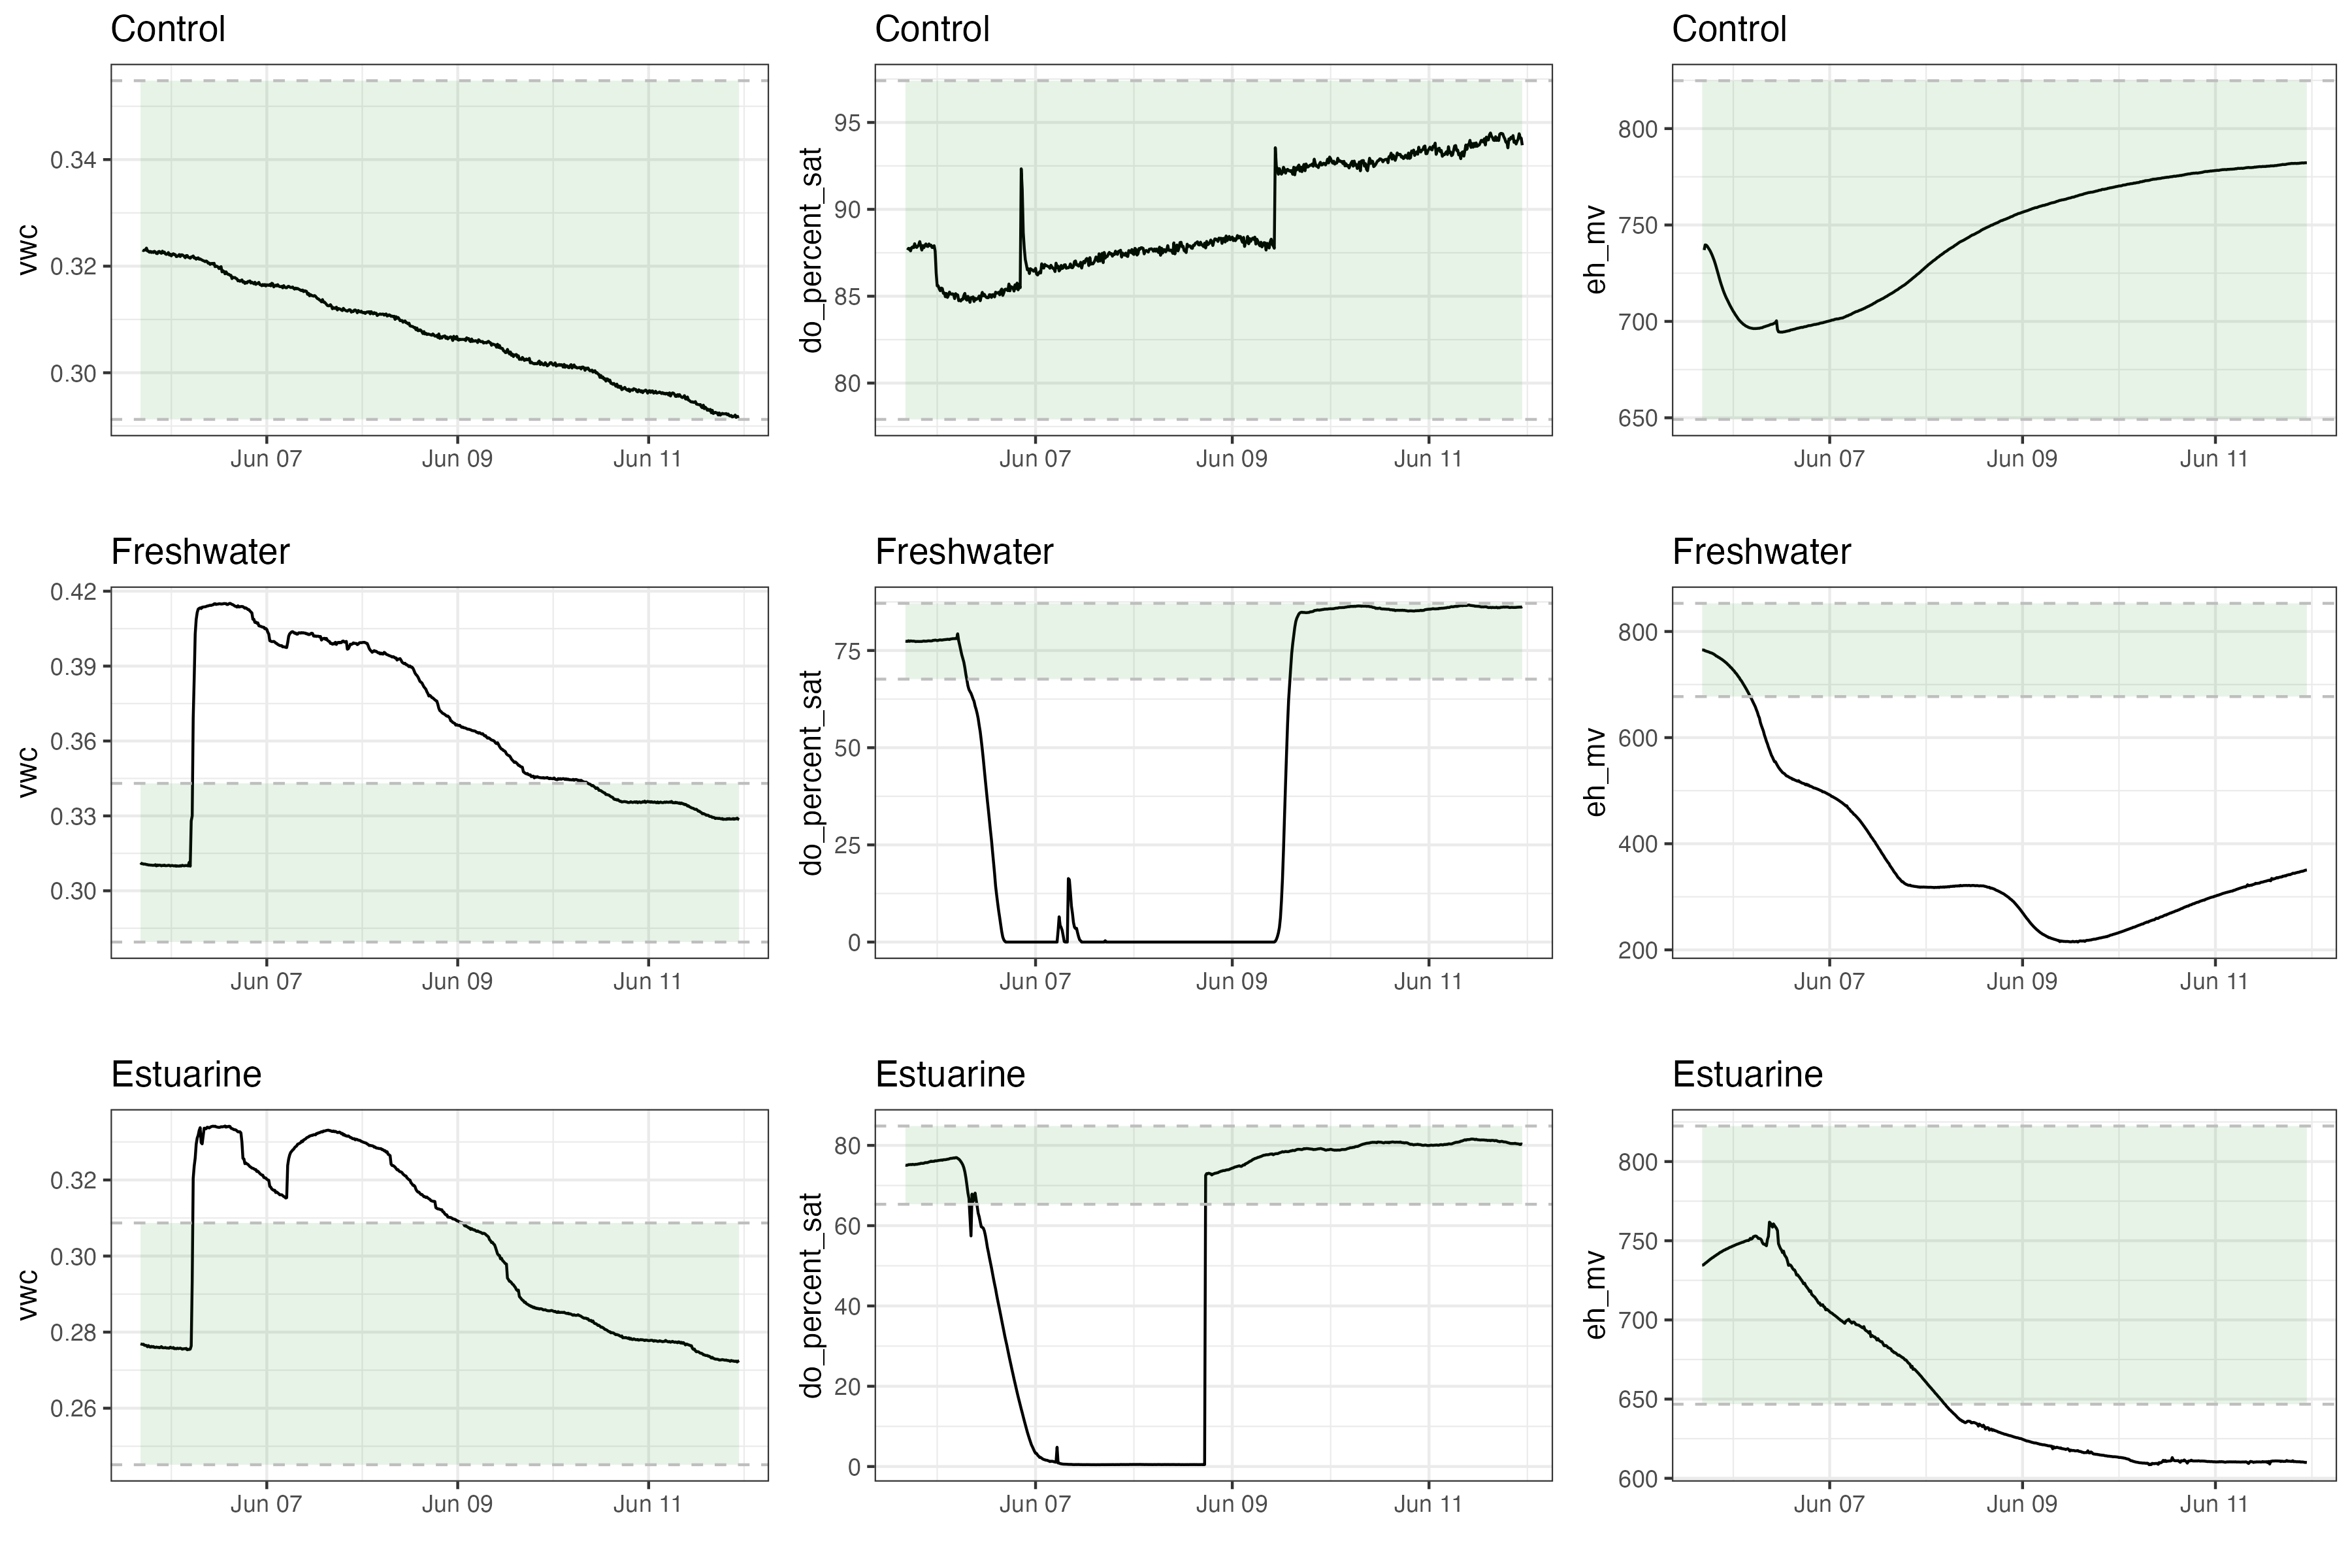 Control
vwc
0.34
0.32
0.30
Jun 07 Jun 09 Jun 11
Control
do_percent_sat
95
90
85
80
Jun 07 Jun 09 Jun 11
Control
eh_mv
800
750
700
650
Jun 07 Jun 09 Jun 11
Freshwater
vwc
0.42
0.39
0.36
0.33
0.30
Jun 07 Jun 09 Jun 11
Freshwater
do_percent_sat
75
50
25
0
Jun 07 Jun 09 Jun 11
Freshwater
eh_mv
800
600
400
200
Jun 07 Jun 09 Jun 11
Estuarine
vwc
0.32
0.30
0.28
0.26
Jun 07 Jun 09 Jun 11
Estuarine
do_percent_sat
80
60
40
20
0
Jun 07 Jun 09 Jun 11
Estuarine
eh_mv
800
750
700
650
600
Jun 07 Jun 09 Jun 11